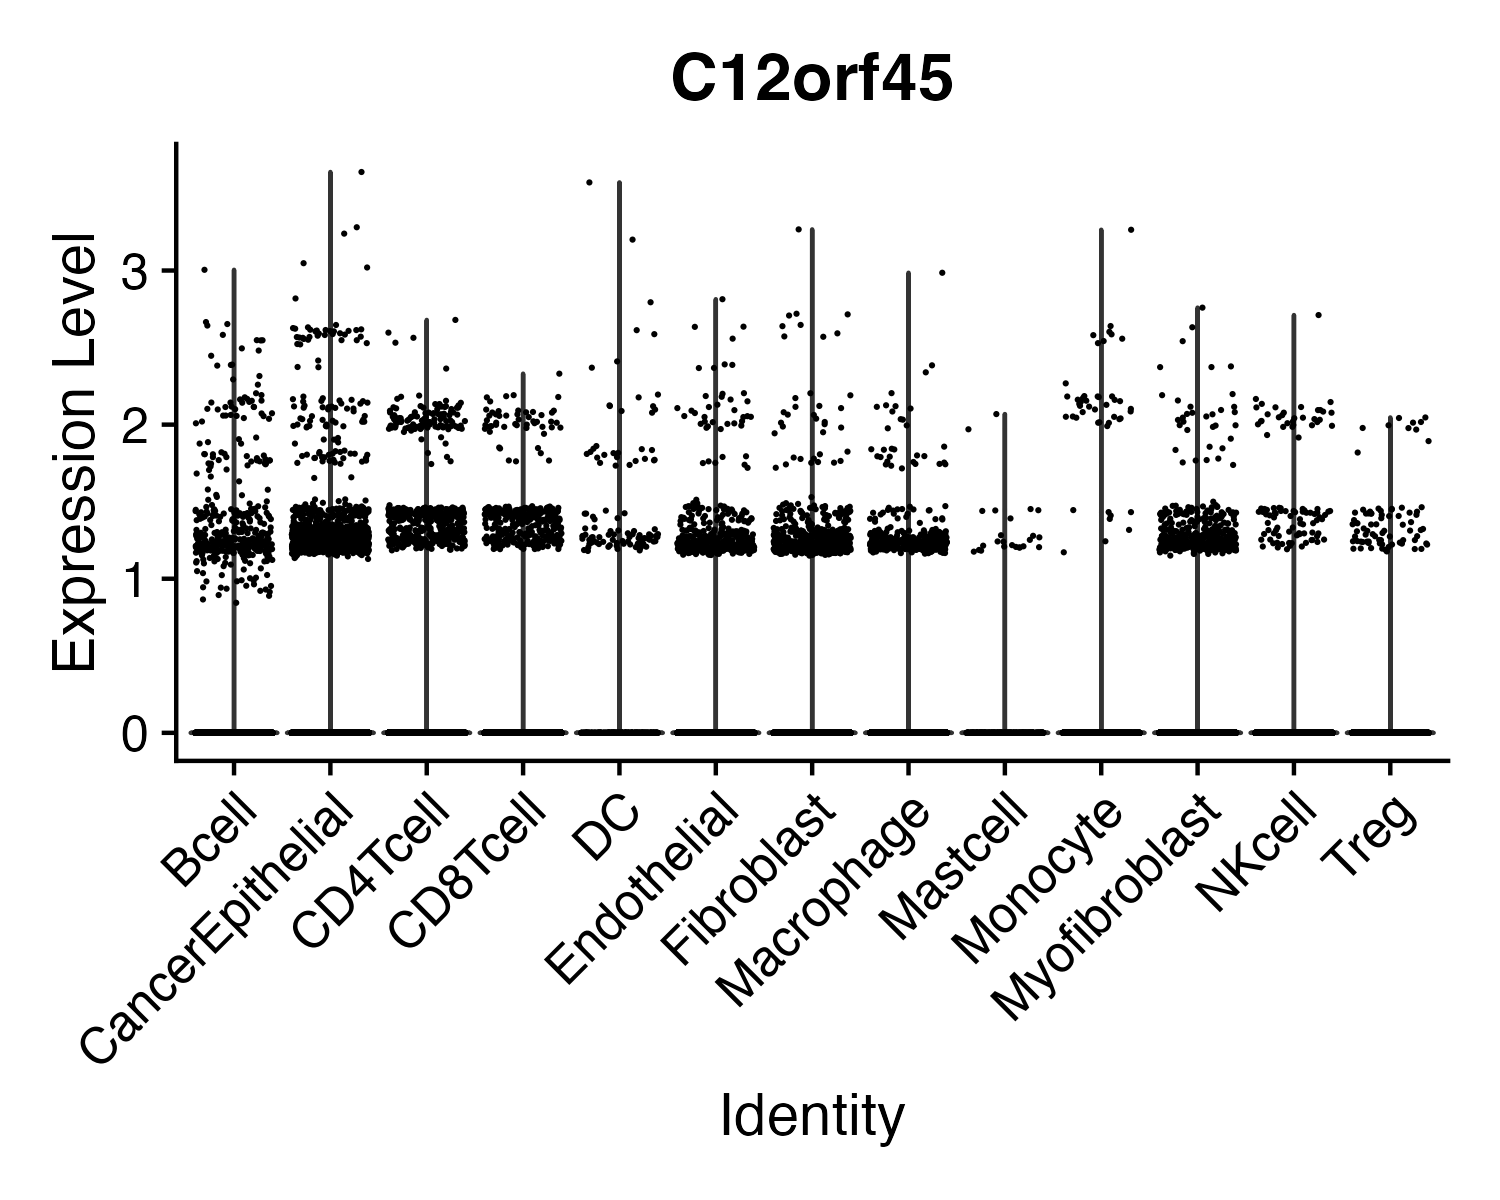 C12orf45
Expression Level
3
2
1
0
Bcell
CancerEpithelial
CD4Tcell
CD8Tcell
DC
Endothelial
Fibroblast
Macrophage
Mastcell
Monocyte
Myofibroblast
NKcell
Treg
Identity